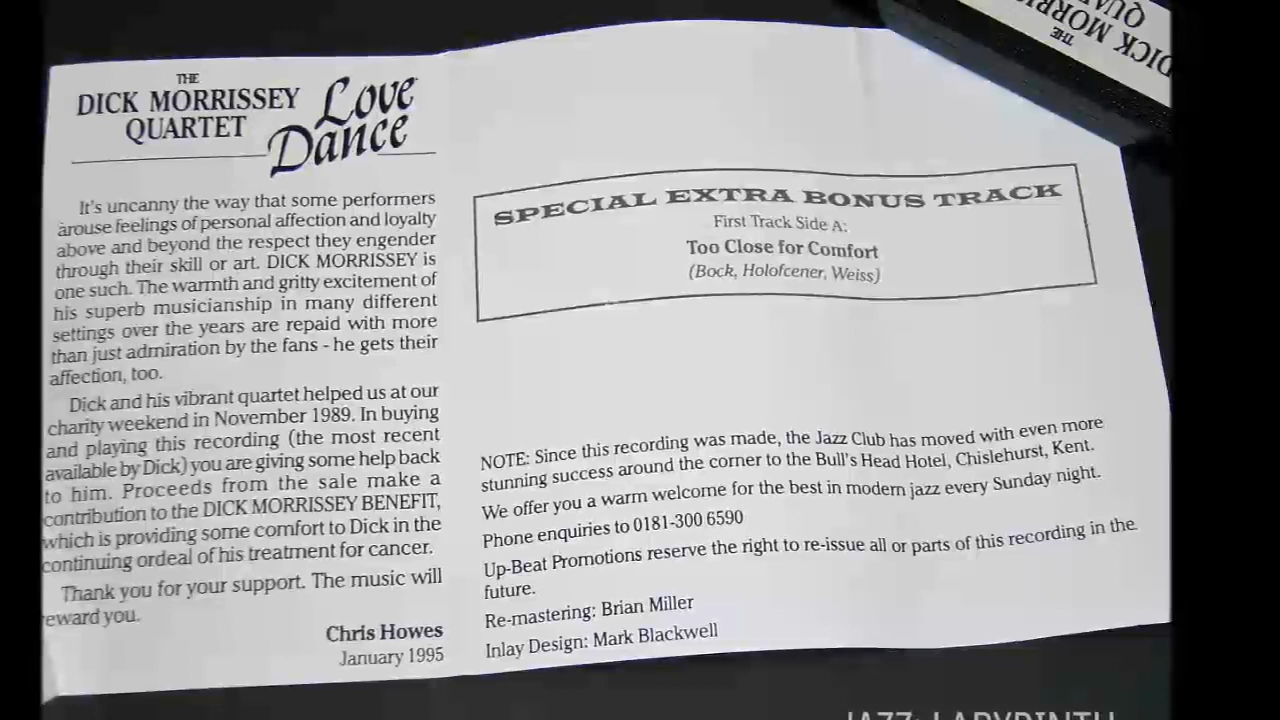 THE
DICK MORRISSEY
QUARTET
Love
Dance
It's uncanny the way that some performers
arouse feelings of personal affection and loyalty
above and beyond the respect they engender
through their skill or art. DICK MORRISSEY is
one such. The warmth and gritty excitement of
his superb musicianship in many different
settings over the years are repaid with more
than just admiration by the fans - he gets their
affection, too.
Dick and his vibrant quartet helped us at our
charity weekend in November 1989. In buying
and playing this recording (the most recent
available by Dick) you are giving some help back
to him. Proceeds from the sale make a
contribution to the DICK MORRISSEY BENEFIT,
which is providing some comfort to Dick in the
continuing ordeal of his treatment for cancer.
Thank you for your support. The music will
eward you.
Chris Howes
January 1995
SPECIAL EXTRA BONUS TRACK
First Track Side A:
Too Close for Comfort
(Bock, Holofcener, Weiss)
NOTE: Since this recording was made, the Jazz Club has moved with even more
stunning success around the corner to the Bull's Head Hotel, Chislehurst, Kent.
We offer you a warm welcome for the best in modern jazz every Sunday night.
Phone enquiries to 0181-300 6590
Up-Beat Promotions reserve the right to re-issue all or parts of this recording in the
future.
Re-mastering: Brian Miller
Inlay Design: Mark Blackwell
THE
DICK MORRI
QUA
JAZZ: LABYRINTH